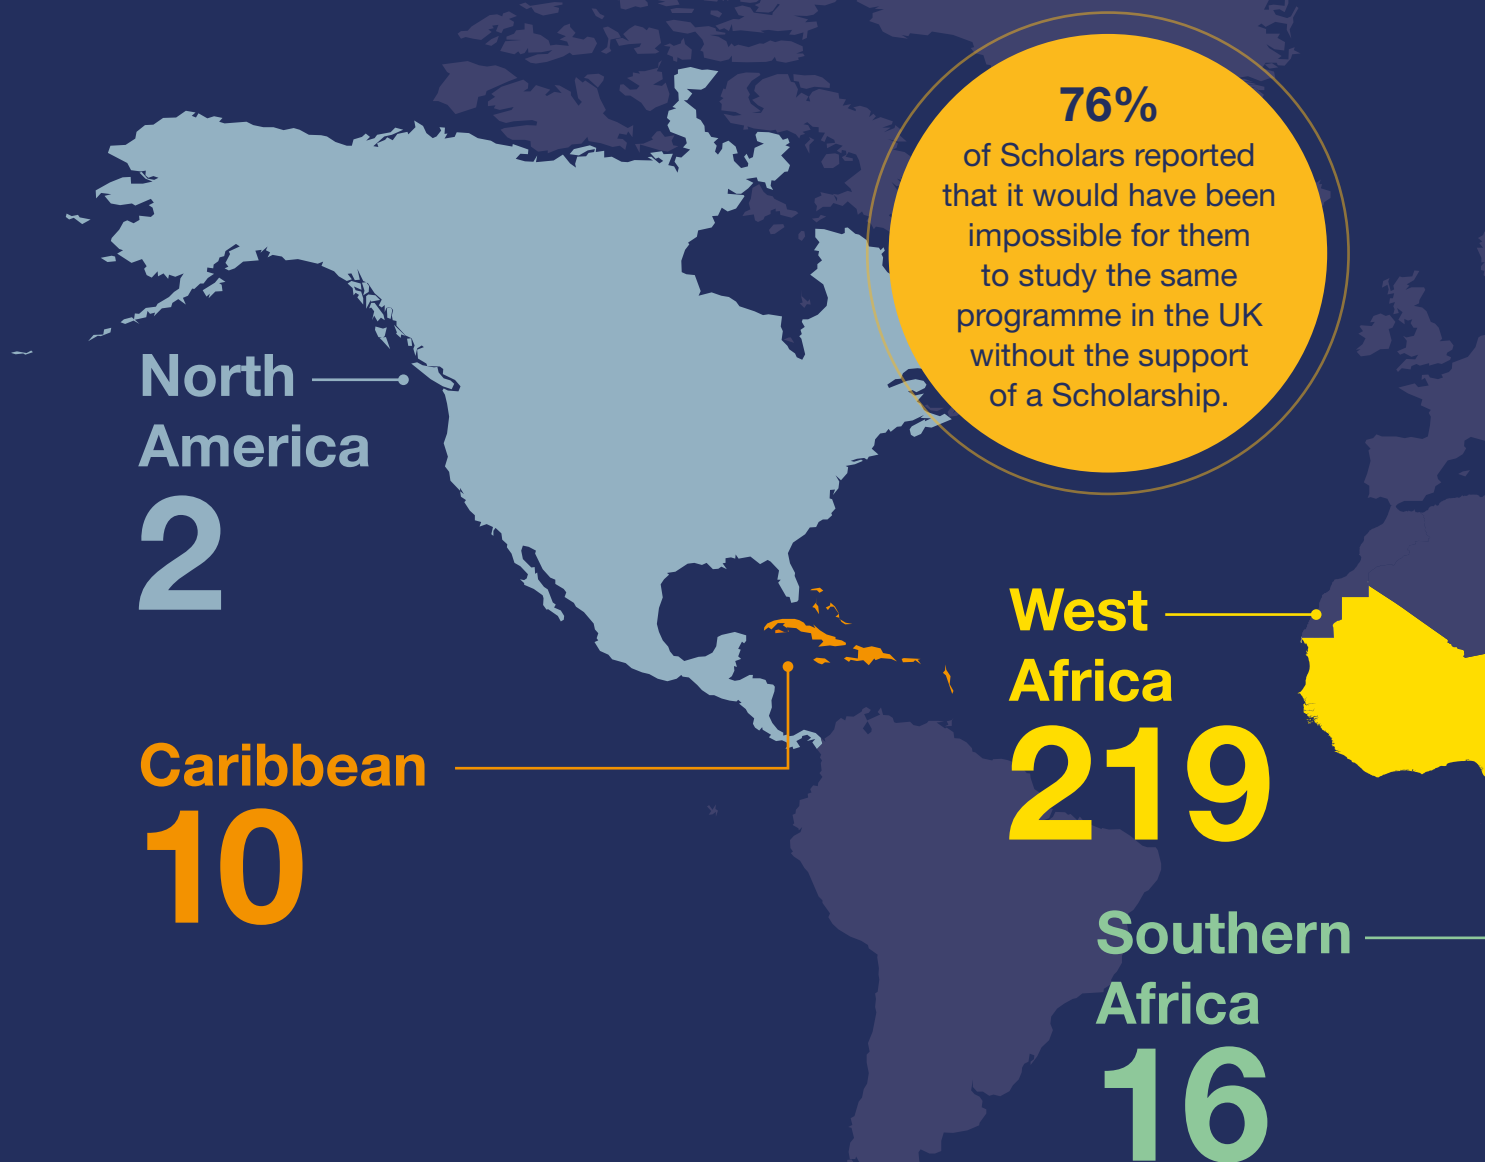 76%
of Scholars reported
that it would have been
impossible for them
to study the same
programme in the UK
without the support
of a Scholarship.
North
America
2
Caribbean
10
West
Africa
219
Southern
Africa
16